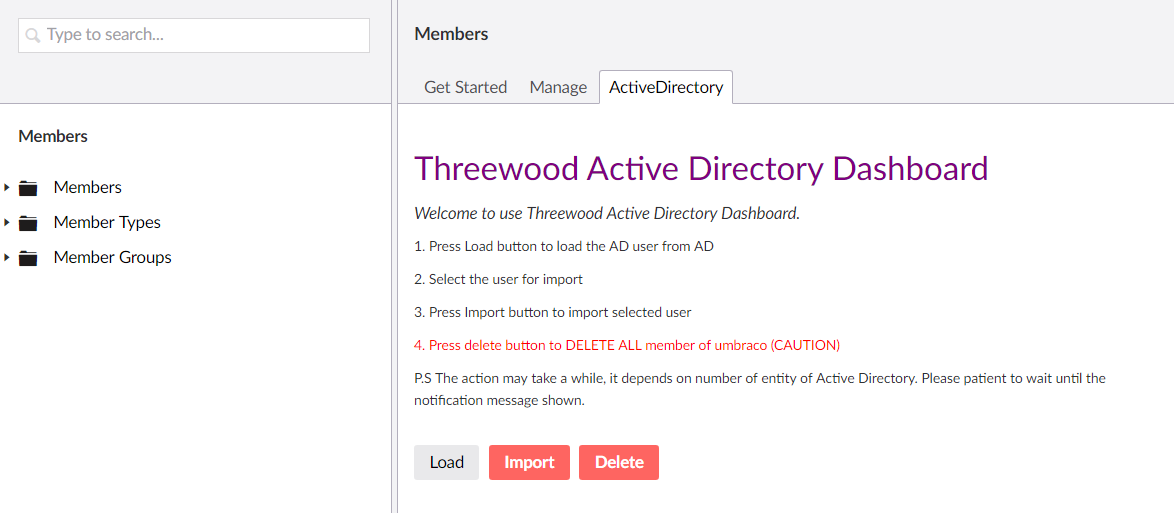 Type to search...
Members
Members
Member Types
Member Groups
Members
Get Started Manage ActiveDirectory
Threewood Active Directory Dashboard
Welcome to use Threewood Active Directory Dashboard.
1. Press Load button to load the AD user from AD
2. Select the user for import
3. Press Import button to import selected user
4. Press delete button to DELETE ALL member of umbraco (CAUTION)
P.S The action may take a while, it depends on number of entity of Active Directory. Please patient to wait until the
notification message shown.
Load Import Delete